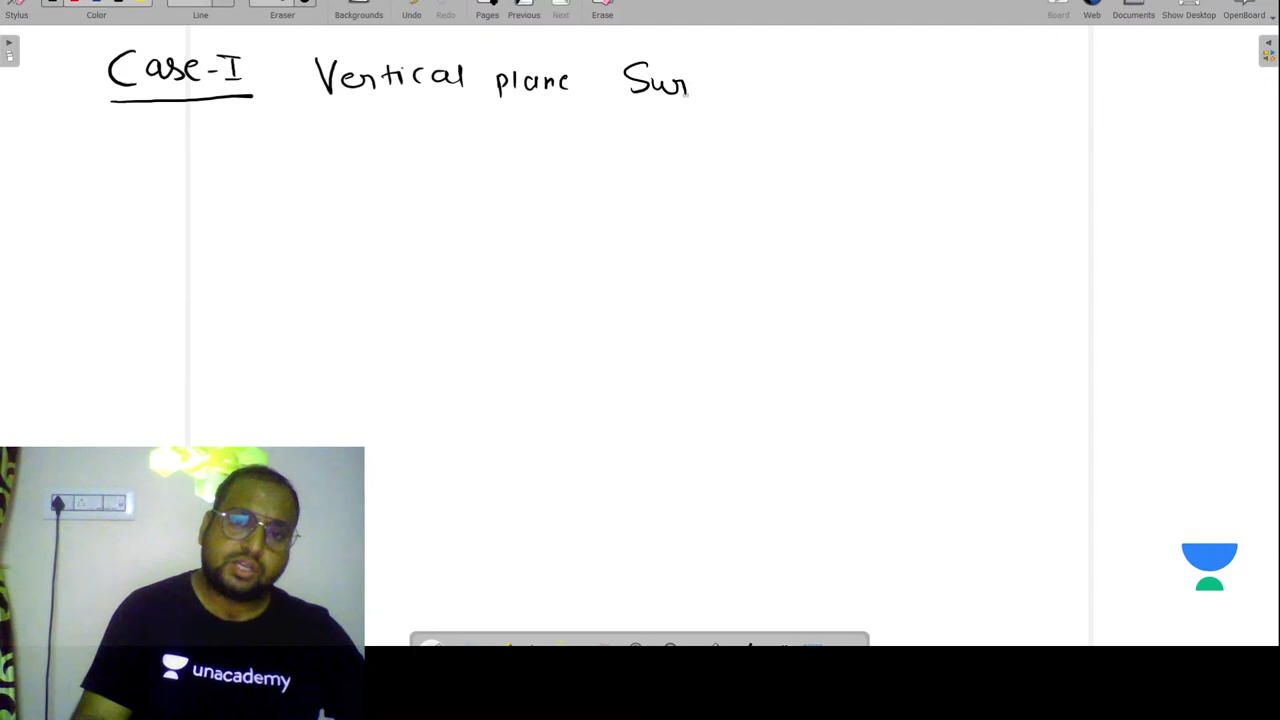 Stylus Color Line Eraser Backgrounds Undo Redo Pages Previous Next Erase Board Web Documents Show Desktop OpenBoard
Case-I Vertical plane Sur
unacademy